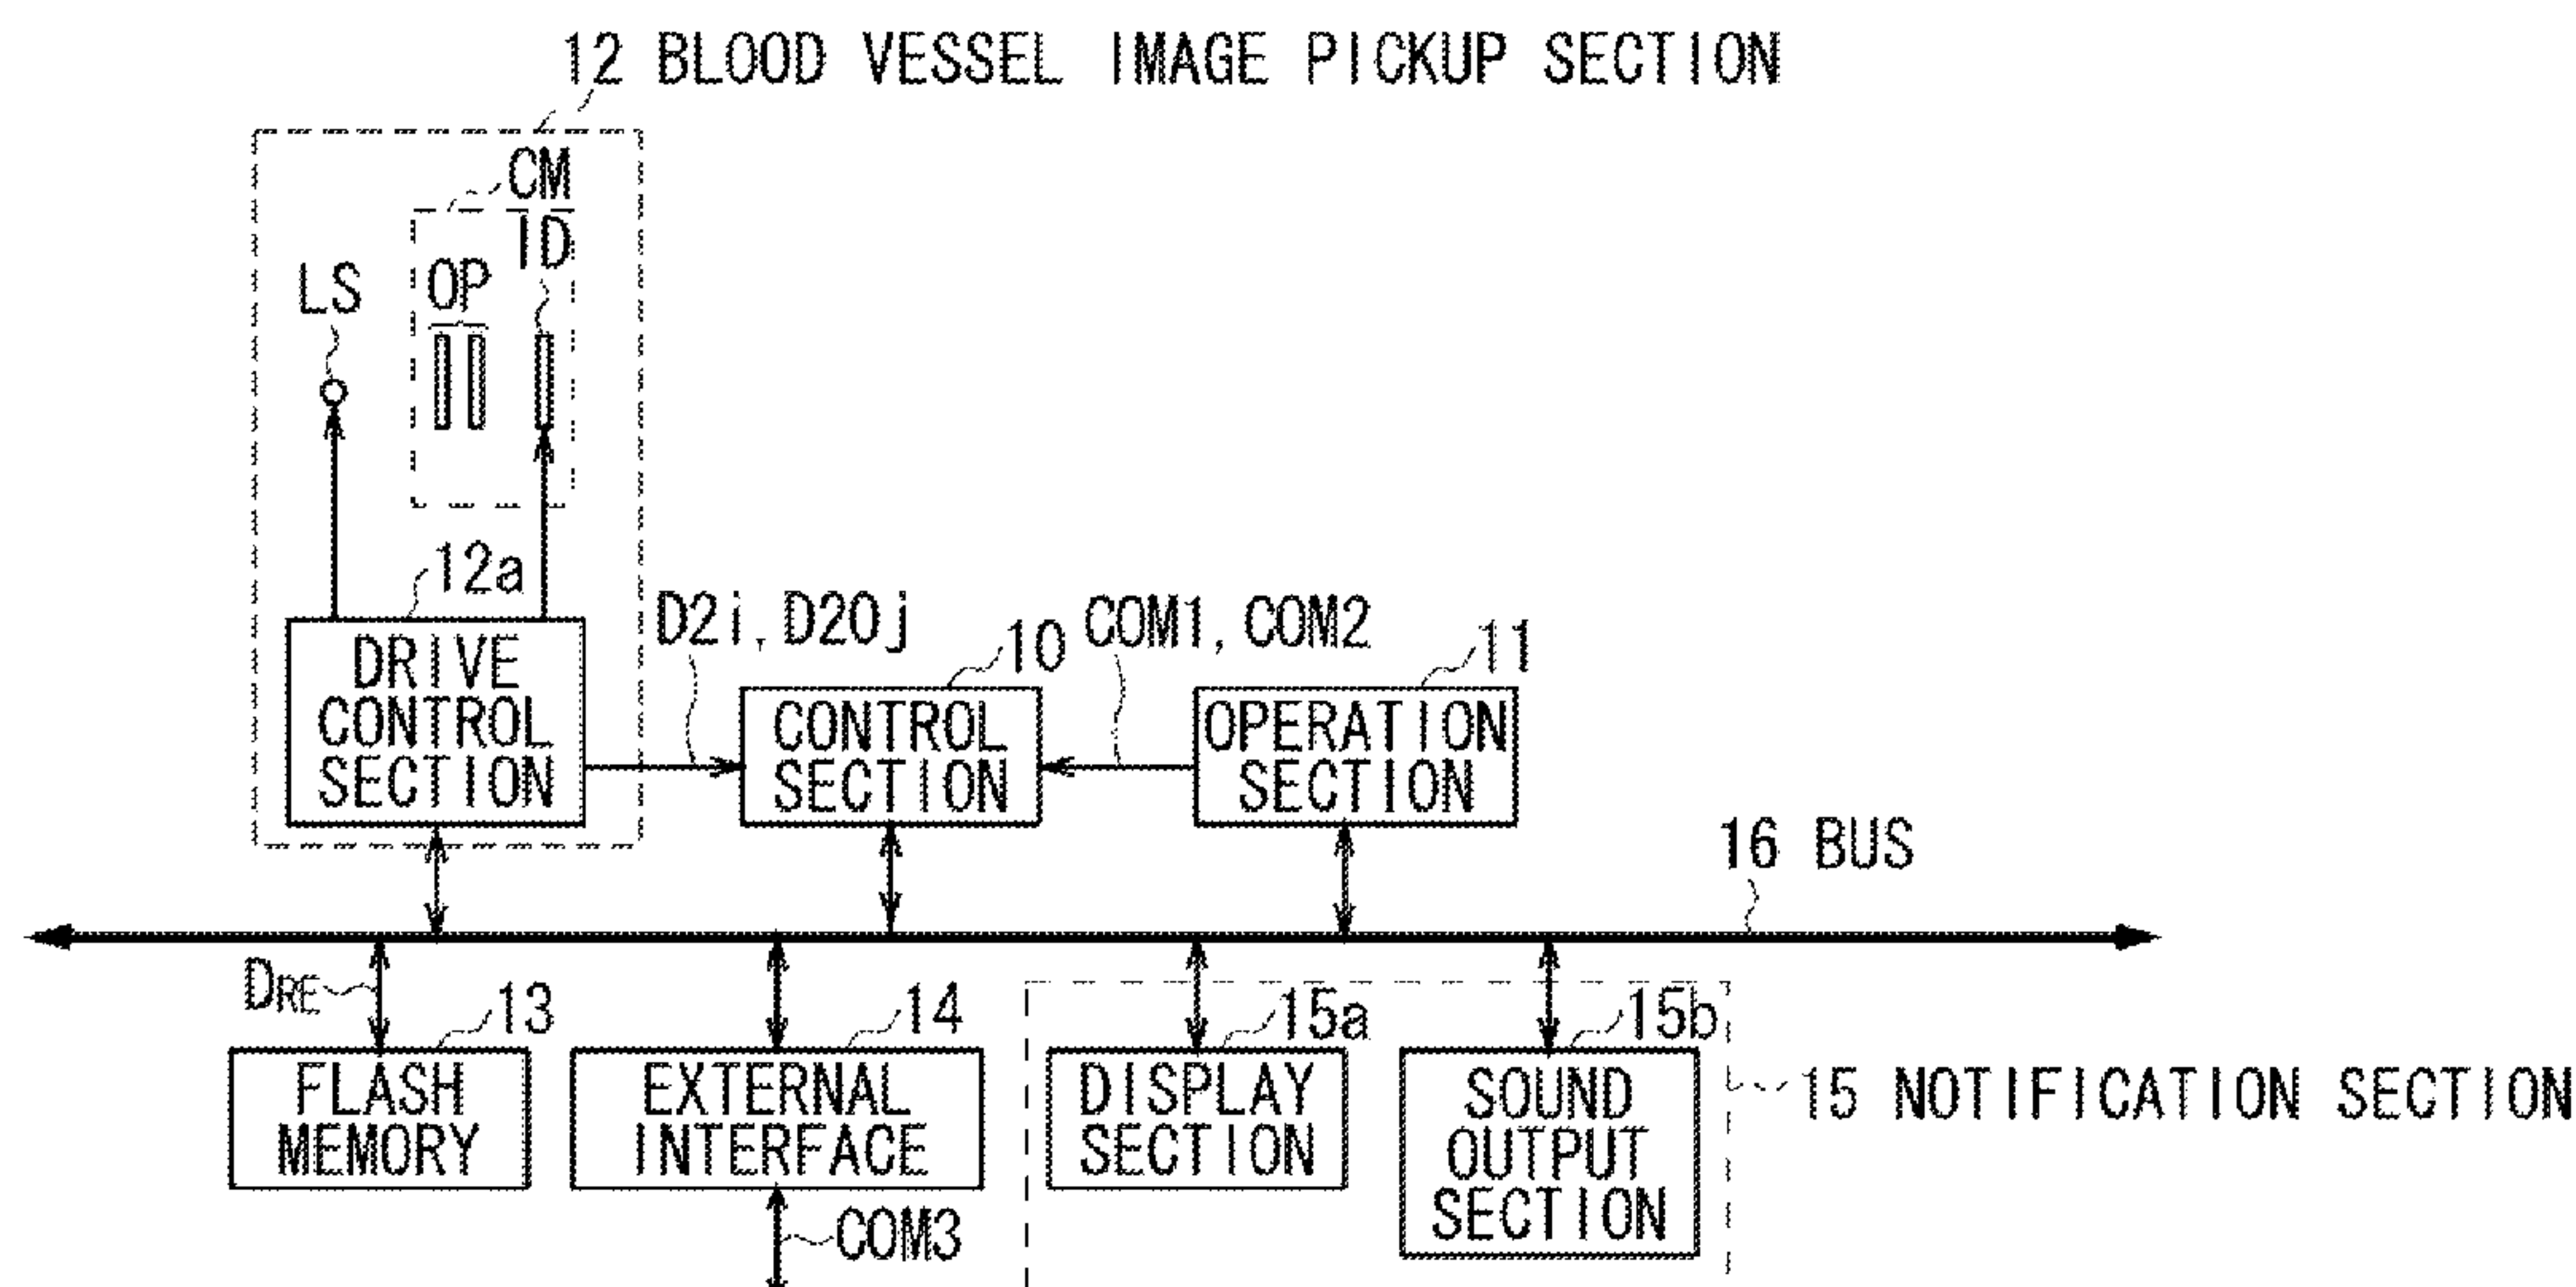 12 BLOOD VESSEL IMAGE PICKUP SECTION
CM
ID
OP
LS
12a
DRIVE
CONTROL
SECTION
D2i, D20j
10
CONTROL
SECTION
COM1, COM2
11
OPERATION
SECTION
16 BUS
DRE
13
FLASH
MEMORY
14
EXTERNAL
INTERFACE
COM3
15a
DISPLAY
SECTION
15b
SOUND
OUTPUT
SECTION
15 NOTIFICATION SECTION